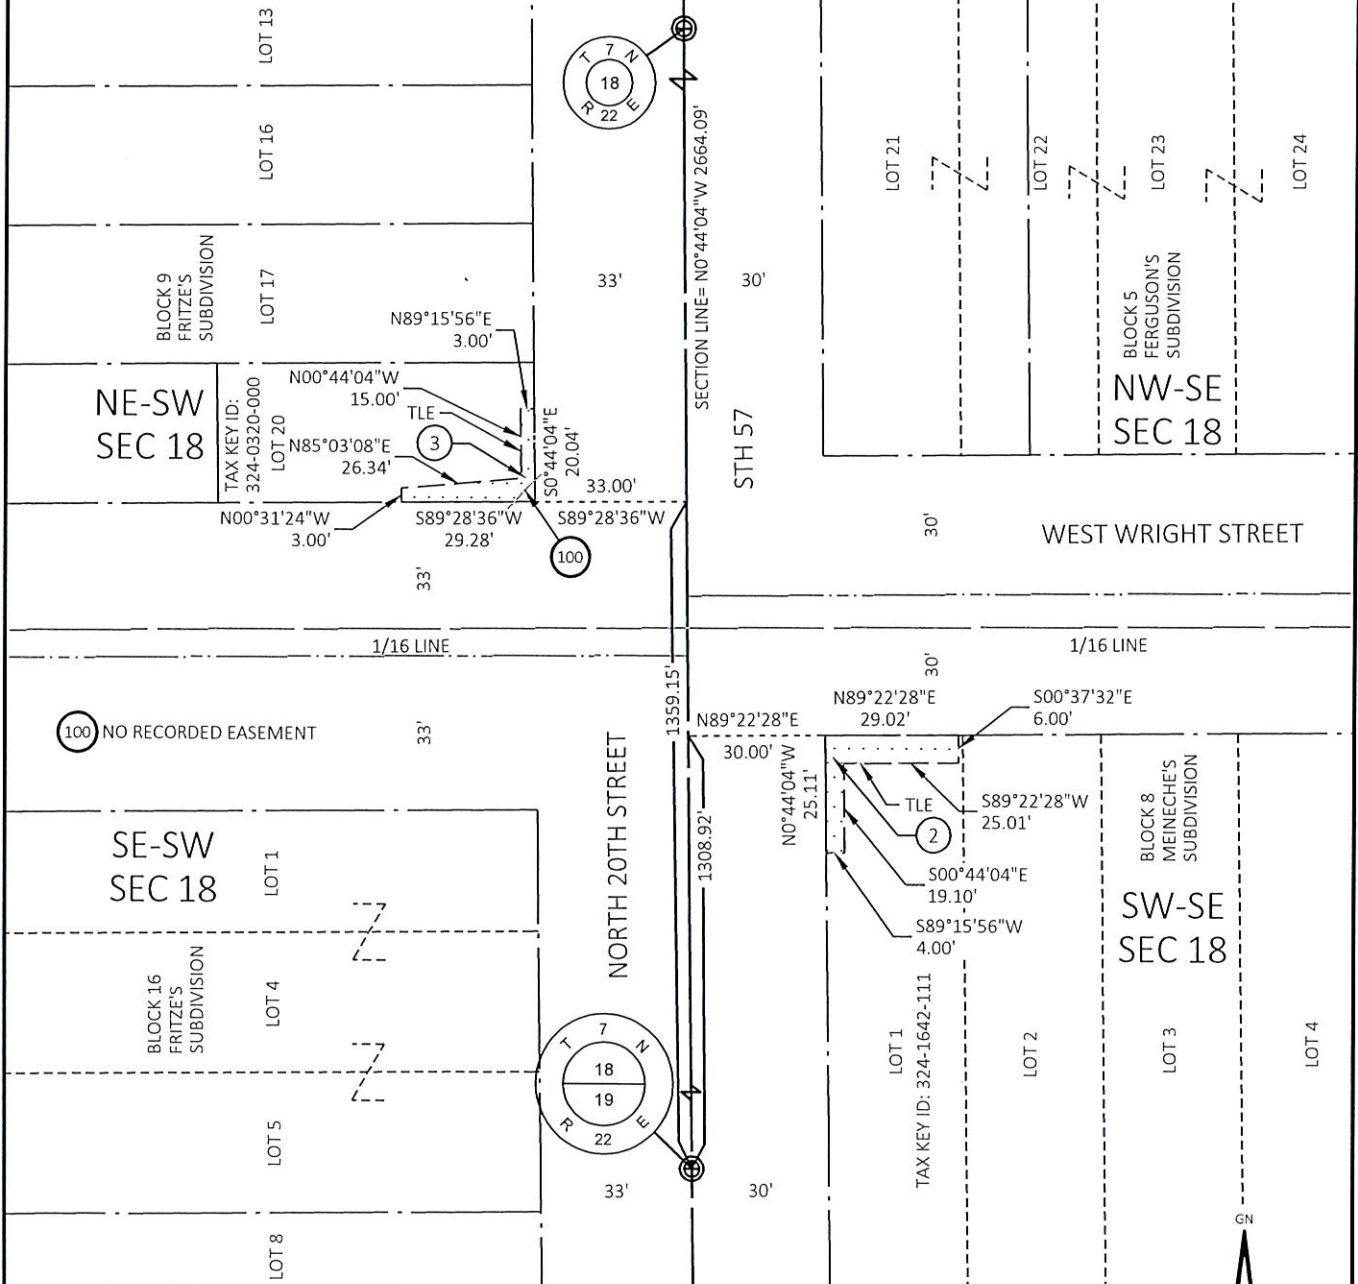 LOT 13
LOT 16
LOT 17
BLOCK 9
FRITZE'S
SUBDIVISION
T 7 N
18
R 22 E
SECTION LINE= N0°44'04"W 2664.09'
33'
30'
LOT 21
LOT 22
LOT 23
LOT 24
BLOCK 5
FERGUSON'S
SUBDIVISION
NW-SE
SEC 18
NE-SW
SEC 18
TAX KEY ID:
324-0320-000
LOT 20
N89°15'56"E
3.00'
N00°44'04"W
15.00'
TLE
3
N85°03'08"E
26.34'
S0°44'04"E
20.04'
33.00'
N00°31'24"W
3.00'
S89°28'36"W
29.28'
S89°28'36"W
100
STH 57
33'
30'
WEST WRIGHT STREET
1/16 LINE
1/16 LINE
1359.15'
30'
100 NO RECORDED EASEMENT
33'
N89°22'28"E
30.00'
N89°22'28"E
29.02'
S00°37'32"E
6.00'
N0°44'04"W
25.11'
TLE
2
S89°22'28"W
25.01'
S00°44'04"E
19.10'
S89°15'56"W
4.00'
1308.92'
NORTH 20TH STREET
BLOCK 8
MEINECHE'S
SUBDIVISION
SW-SE
SEC 18
SE-SW
SEC 18
LOT 1
LOT 4
BLOCK 16
FRITZE'S
SUBDIVISION
LOT 5
LOT 8
T 7 N
18
19
R 22 E
33'
30'
LOT 1
TAX KEY ID: 324-1642-111
LOT 2
LOT 3
LOT 4
GN